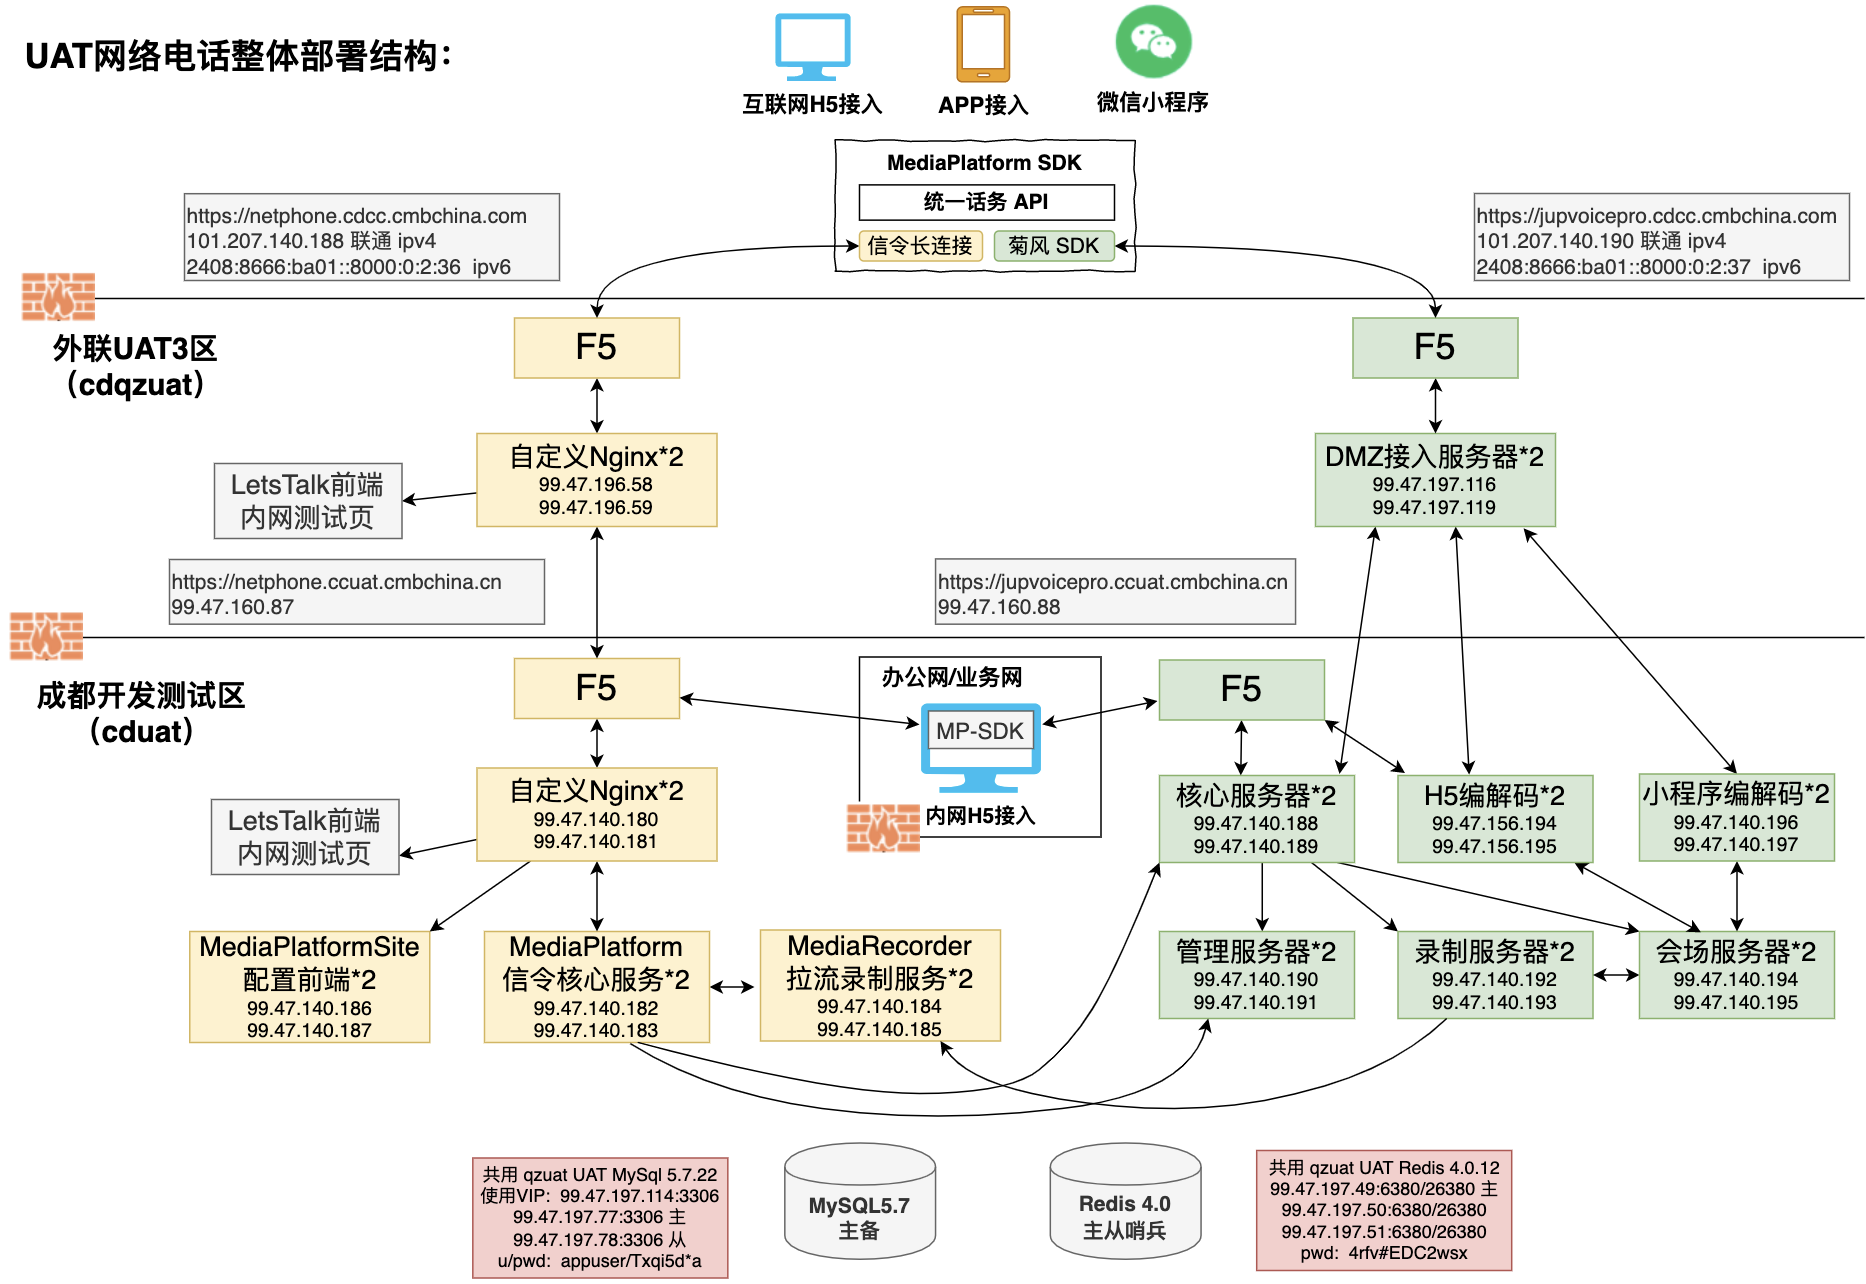 UAT网络电话整体部署结构：
互联网H5接入
APP接入
微信小程序
MediaPlatform SDK
统一话务 API
信令长连接
菊风 SDK
https://netphone.cdcc.cmbchina.com
101.207.140.188 联通 ipv4
2408:8666:ba01::8000:0:2:36 ipv6
https://jupvoicepro.cdcc.cmbchina.com
101.207.140.190 联通 ipv4
2408:8666:ba01::8000:0:2:37 ipv6
外联UAT3区
（cdqzuat）
F5
F5
自定义Nginx*2
99.47.196.58
99.47.196.59
DMZ接入服务器*2
99.47.197.116
99.47.197.119
LetsTalk前端
内网测试页
https://netphone.ccuat.cmbchina.cn
99.47.160.87
https://jupvoicepro.ccuat.cmbchina.cn
99.47.160.88
成都开发测试区
（cduat）
F5
办公网/业务网
MP-SDK
内网H5接入
F5
自定义Nginx*2
99.47.140.180
99.47.140.181
LetsTalk前端
内网测试页
核心服务器*2
99.47.140.188
99.47.140.189
H5编解码*2
99.47.156.194
99.47.156.195
小程序编解码*2
99.47.140.196
99.47.140.197
MediaPlatformSite
配置前端*2
99.47.140.186
99.47.140.187
MediaPlatform
信令核心服务*2
99.47.140.182
99.47.140.183
MediaRecorder
拉流录制服务*2
99.47.140.184
99.47.140.185
管理服务器*2
99.47.140.190
99.47.140.191
录制服务器*2
99.47.140.192
99.47.140.193
会场服务器*2
99.47.140.194
99.47.140.195
共用 qzuat UAT MySql 5.7.22
使用VIP：99.47.197.114:3306
99.47.197.77:3306 主
99.47.197.78:3306 从
u/pwd：appuser/Txqi5d*a
MySQL5.7
主备
Redis 4.0
主从哨兵
共用 qzuat UAT Redis 4.0.12
99.47.197.49:6380/26380 主
99.47.197.50:6380/26380
99.47.197.51:6380/26380
pwd：4rfv#EDC2wsx